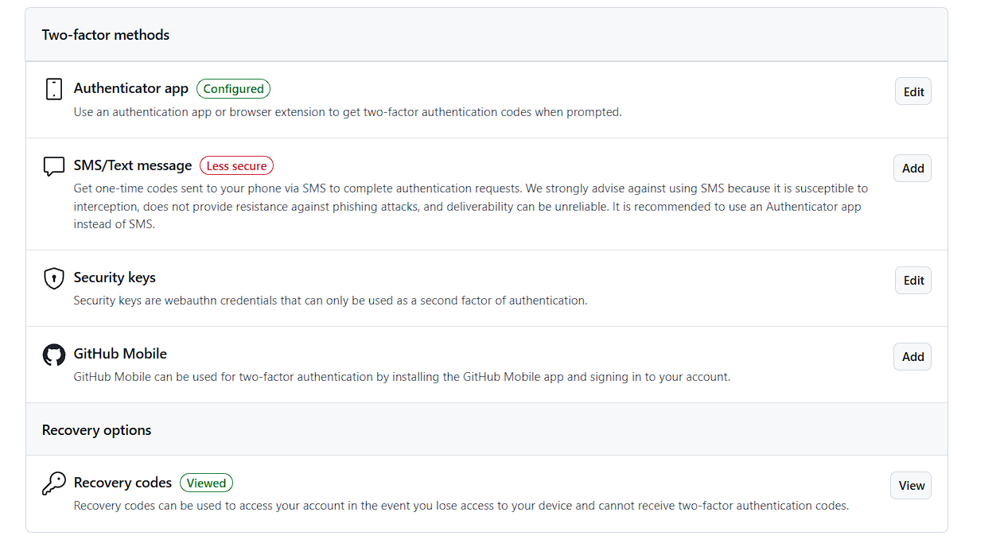 Two-factor methods
Authenticator app Configured
Edit
Use an authentication app or browser extension to get two-factor authentication codes when prompted.
SMS/Text message Less secure
Add
Get one-time codes sent to your phone via SMS to complete authentication requests. We strongly advise against using SMS because it is susceptible to
interception, does not provide resistance against phishing attacks, and deliverability can be unreliable. It is recommended to use an Authenticator app
instead of SMS.
Security keys
Edit
Security keys are webauthn credentials that can only be used as a second factor of authentication.
GitHub Mobile
Add
GitHub Mobile can be used for two-factor authentication by installing the GitHub Mobile app and signing in to your account.
Recovery options
Recovery codes Viewed
View
Recovery codes can be used to access your account in the event you lose access to your device and cannot receive two-factor authentication codes.